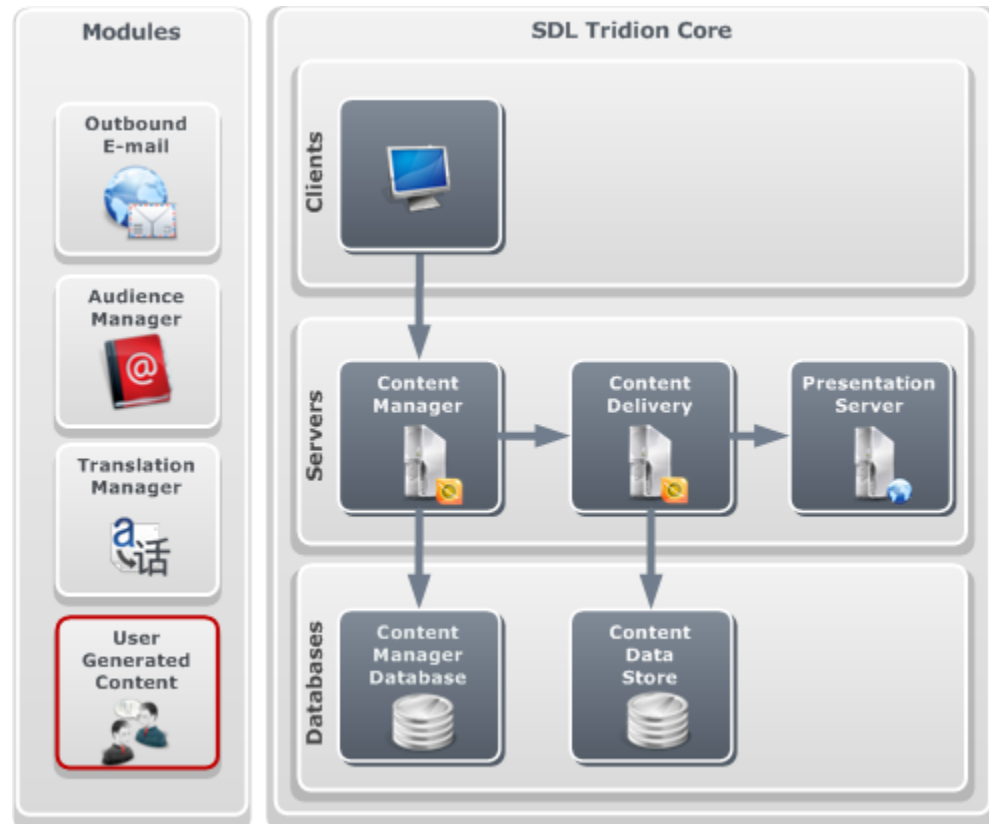 Modules
Outbound
E-mail
Audience
Manager
@
Translation
Manager
a
话
User
Generated
Content
SDL Tridion Core
Clients
Servers
Content
Manager
Content
Delivery
Presentation
Server
Databases
Content
Manager
Database
Content
Data
Store